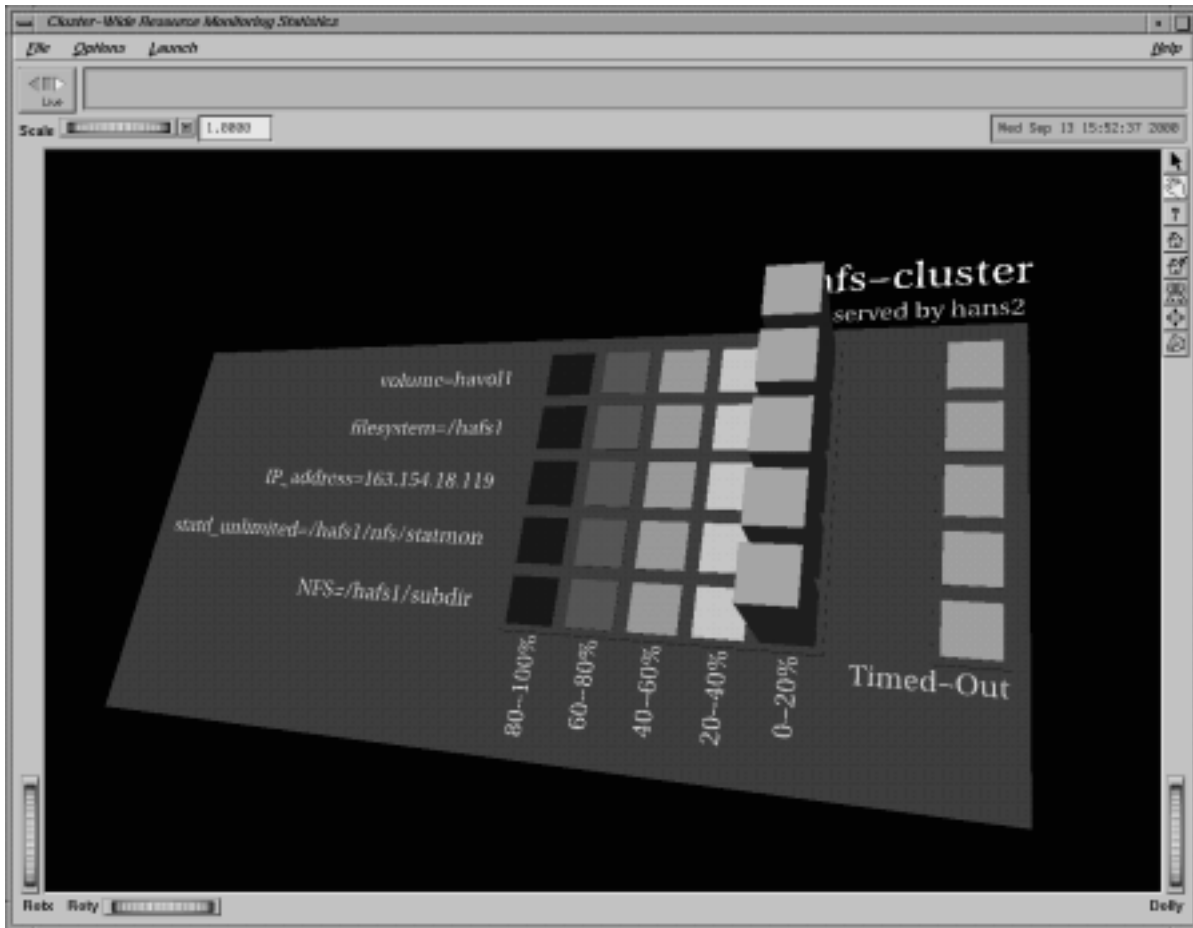 Cluster-Wide Resource Monitoring Statistics
File Options Launch Help
Live
Scale 1.0000 Wed Sep 13 15:52:37 2000
nfs-cluster
served by hans2
volume=havol1
filesystem=/hafs1
IP_address=163.154.18.119
statd_unlimited=/hafs1/nfs/statmon
NFS=/hafs1/subdir
80-100%
60-80%
40-60%
20-40%
0-20%
Timed-Out
Rotx Roty Dolly